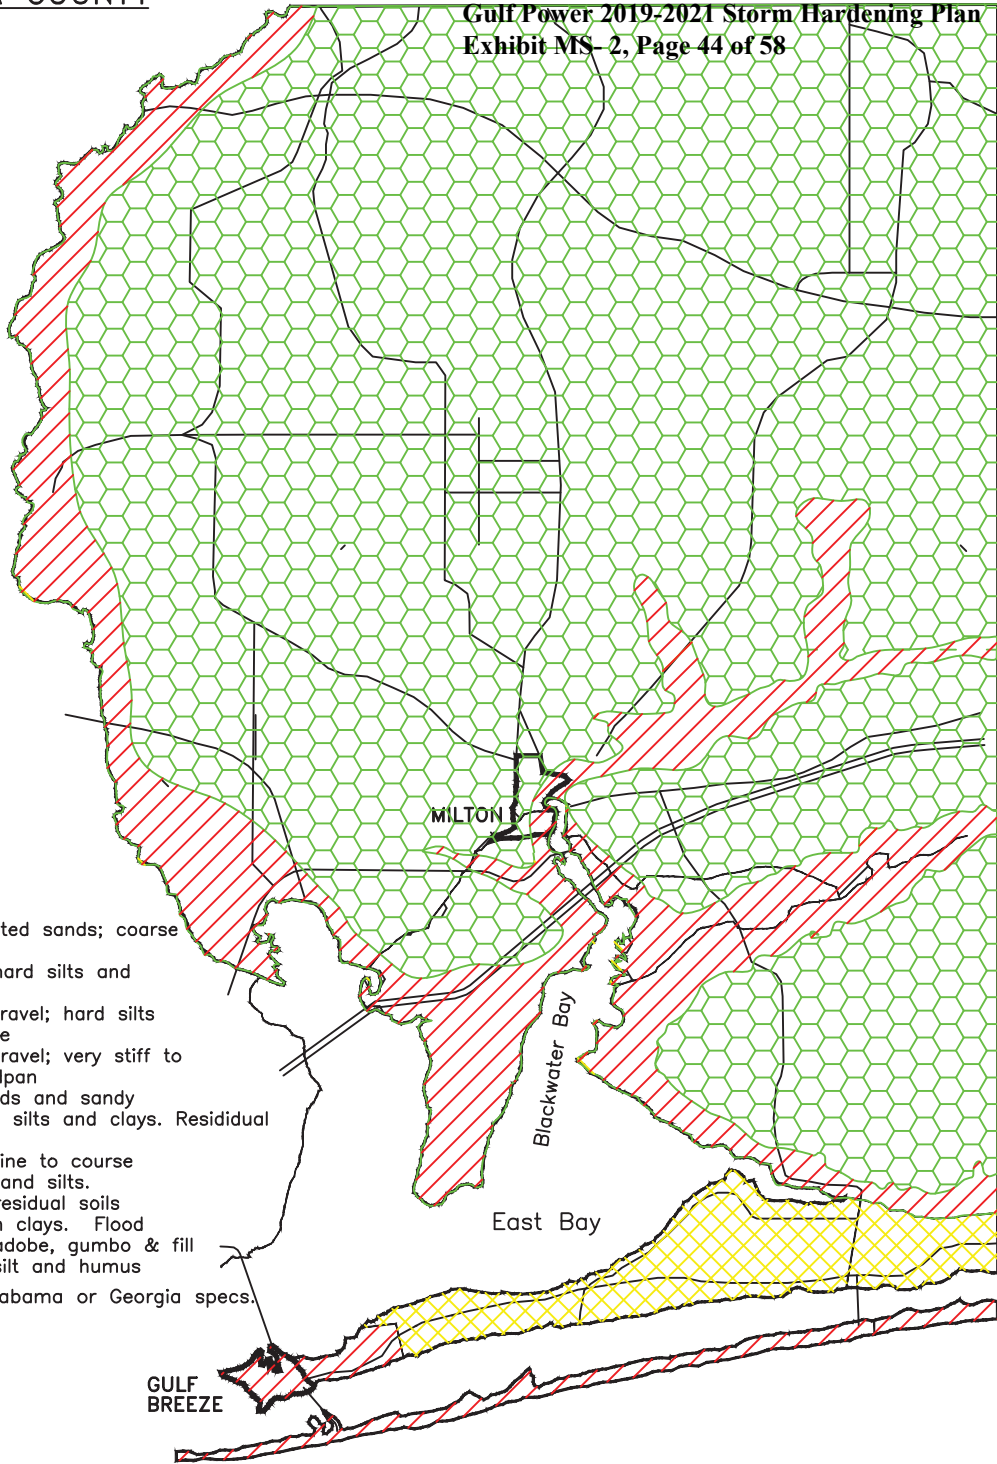 COUNTY
Gulf Power 2019-2021 Storm Hardening Plan
Exhibit MS- 2, Page 44 of 58
MILTON
ted sands; coarse
hard silts and
ravel; hard silts
e
ravel; very stiff to
dpan
ds and sandy
silts and clays. Resididual
ine to course
and silts.
residual soils
n clays. Flood
adobe, gumbo & fill
silt and humus
abama or Georgia specs.
Blackwater Bay
East Bay
GULF
BREEZE